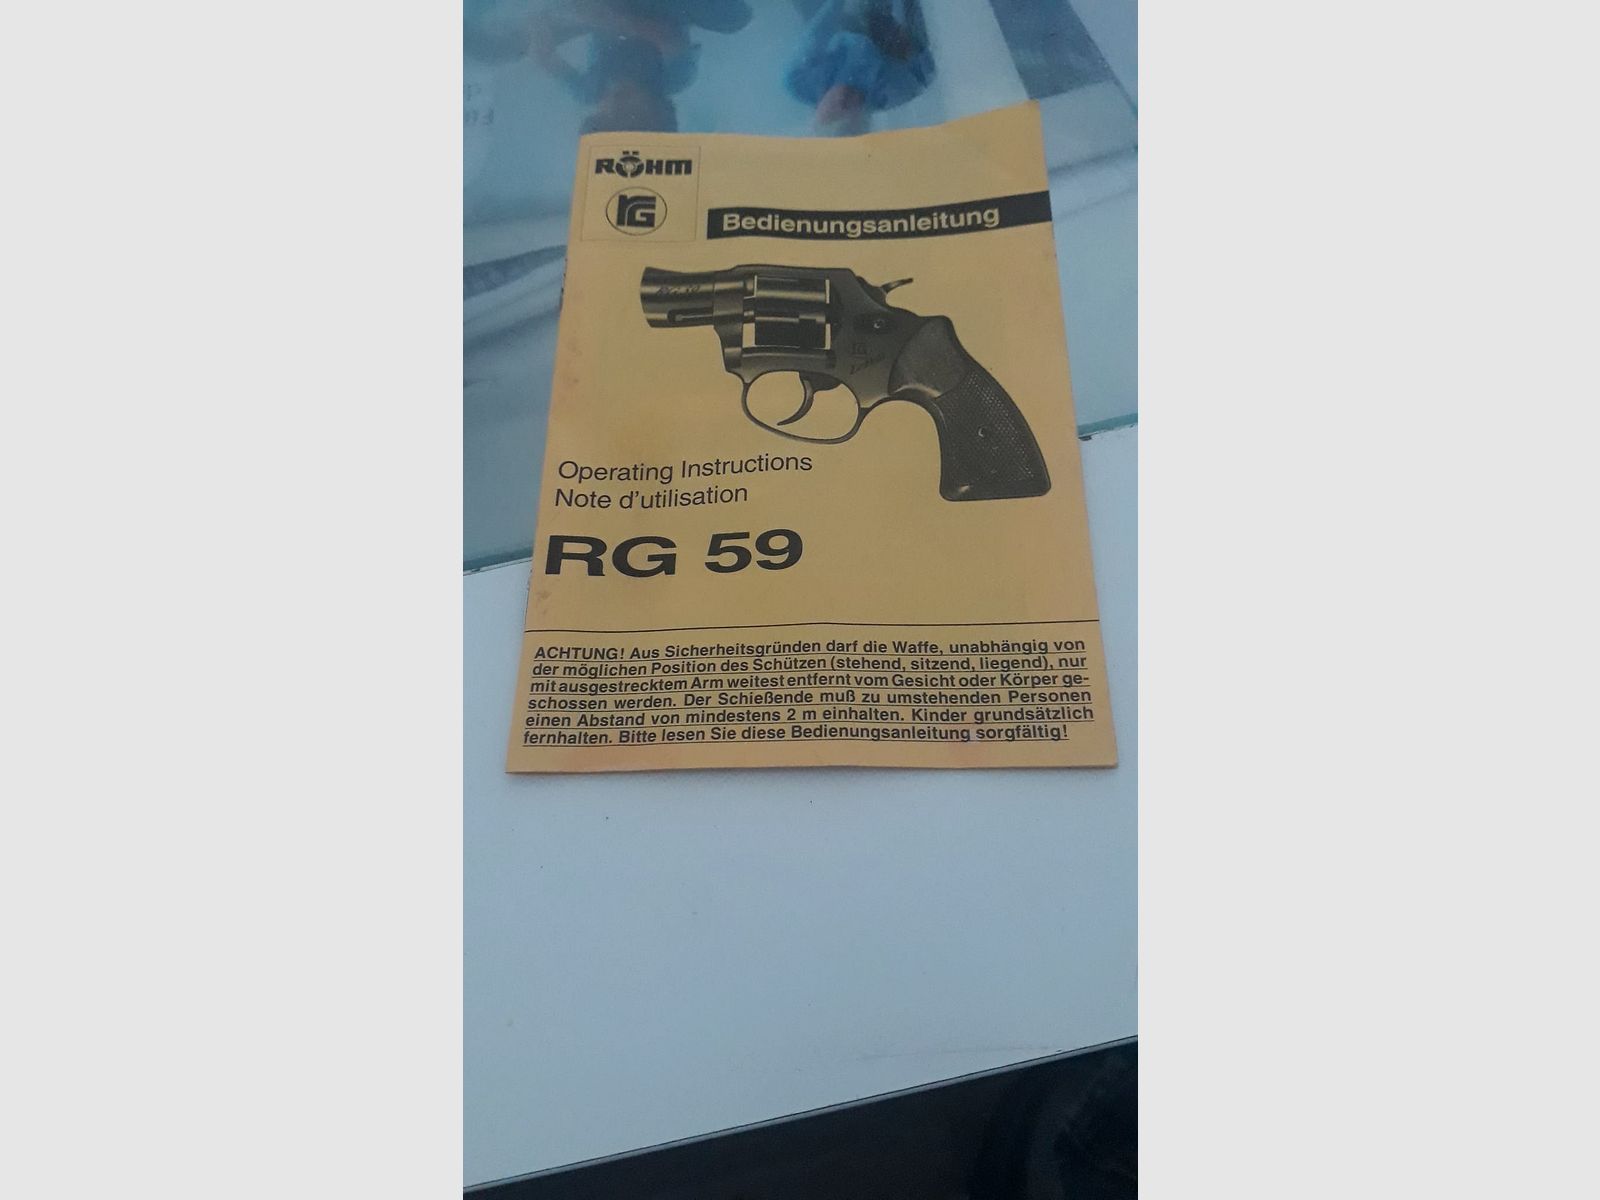 RÖHM
RG
Bedienungsanleitung
Operating Instructions
Note d'utilisation
RG 59
ACHTUNG! Aus Sicherheitsgründen darf die Waffe, unabhängig von
der möglichen Position des Schützen (stehend, sitzend, liegend), nur
mit ausgestrecktem Arm weitest entfernt vom Gesicht oder Körper ge-
schossen werden. Der Schießende muß zu umstehenden Personen
einen Abstand von mindestens 2 m einhalten. Kinder grundsätzlich
fernhalten. Bitte lesen Sie diese Bedienungsanleitung sorgfältig!